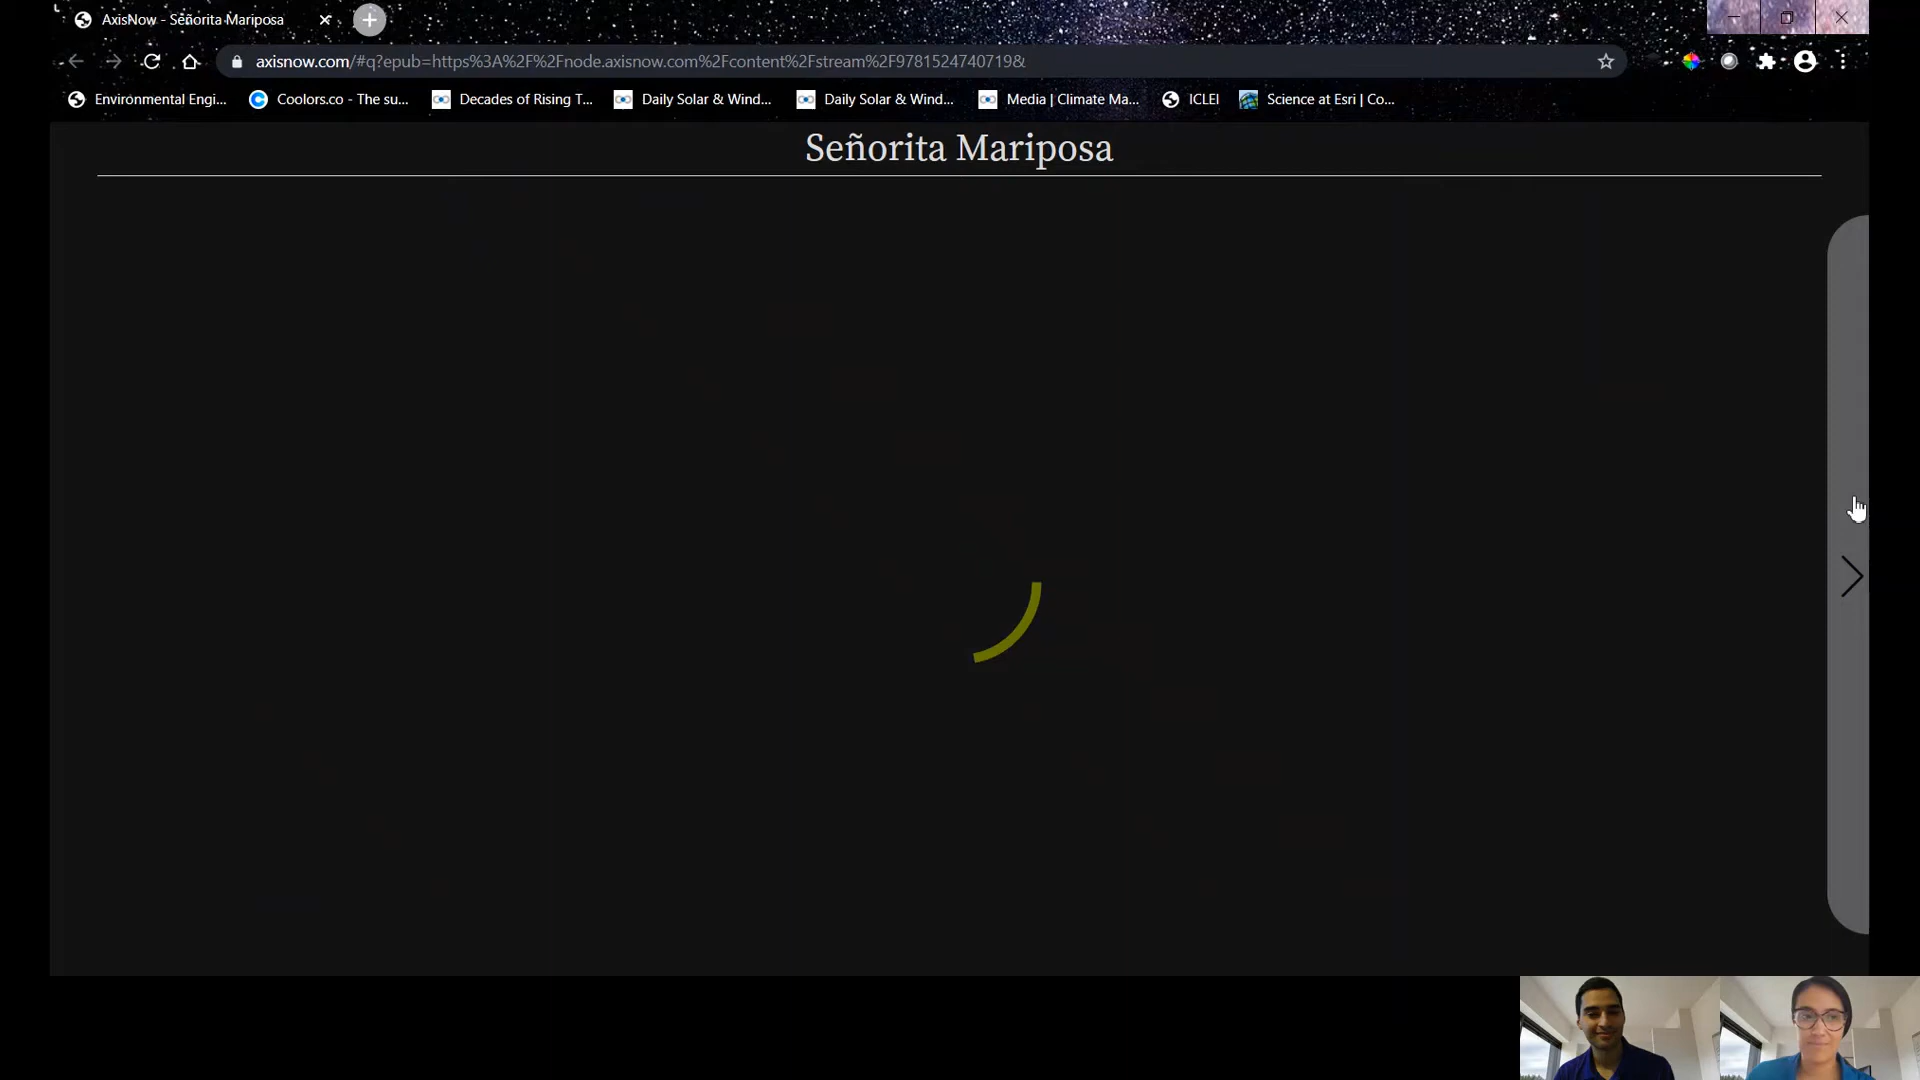 AxisNow - Señorita Mariposa
axisnow.com/#q?epub=https%3A%2F%2Fnode.axisnow.com%2Fcontent%2Fstream%2F9781524740719&
Environmental Engi... Coolors.co - The su... Decades of Rising T... Daily Solar & Wind... Daily Solar & Wind... Media | Climate Ma... ICLEI Science at Esri | Co...
Señorita Mariposa